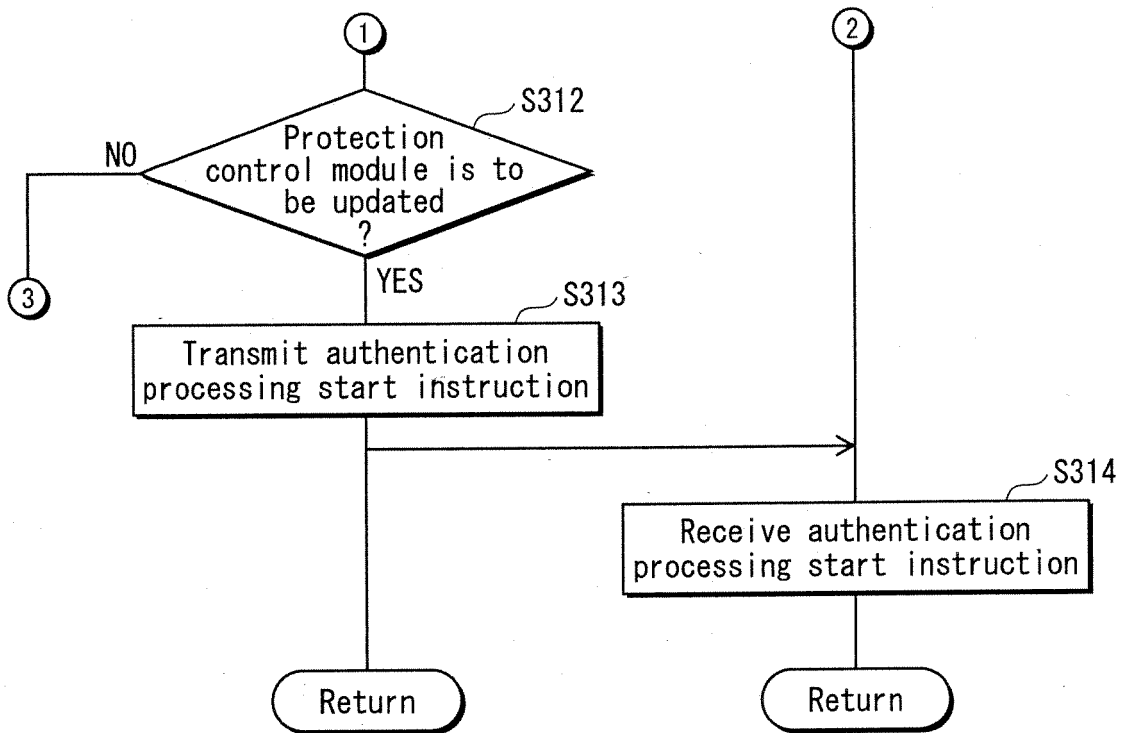 1
2
S312
Protection
control module is to
be updated
?
NO
YES
3
S313
Transmit authentication
processing start instruction
S314
Receive authentication
processing start instruction
Return
Return